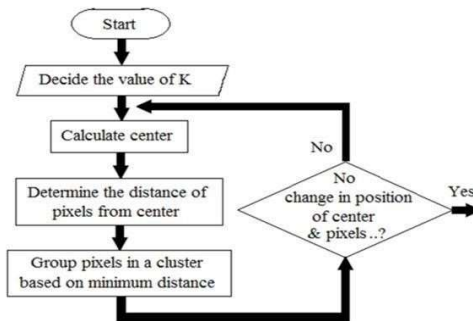 Start
Decide the value of K
Calculate center
Determine the distance of
pixels from center
Group pixels in a cluster
based on minimum distance
No
No
change in position
of center
& pixels..?
Yes